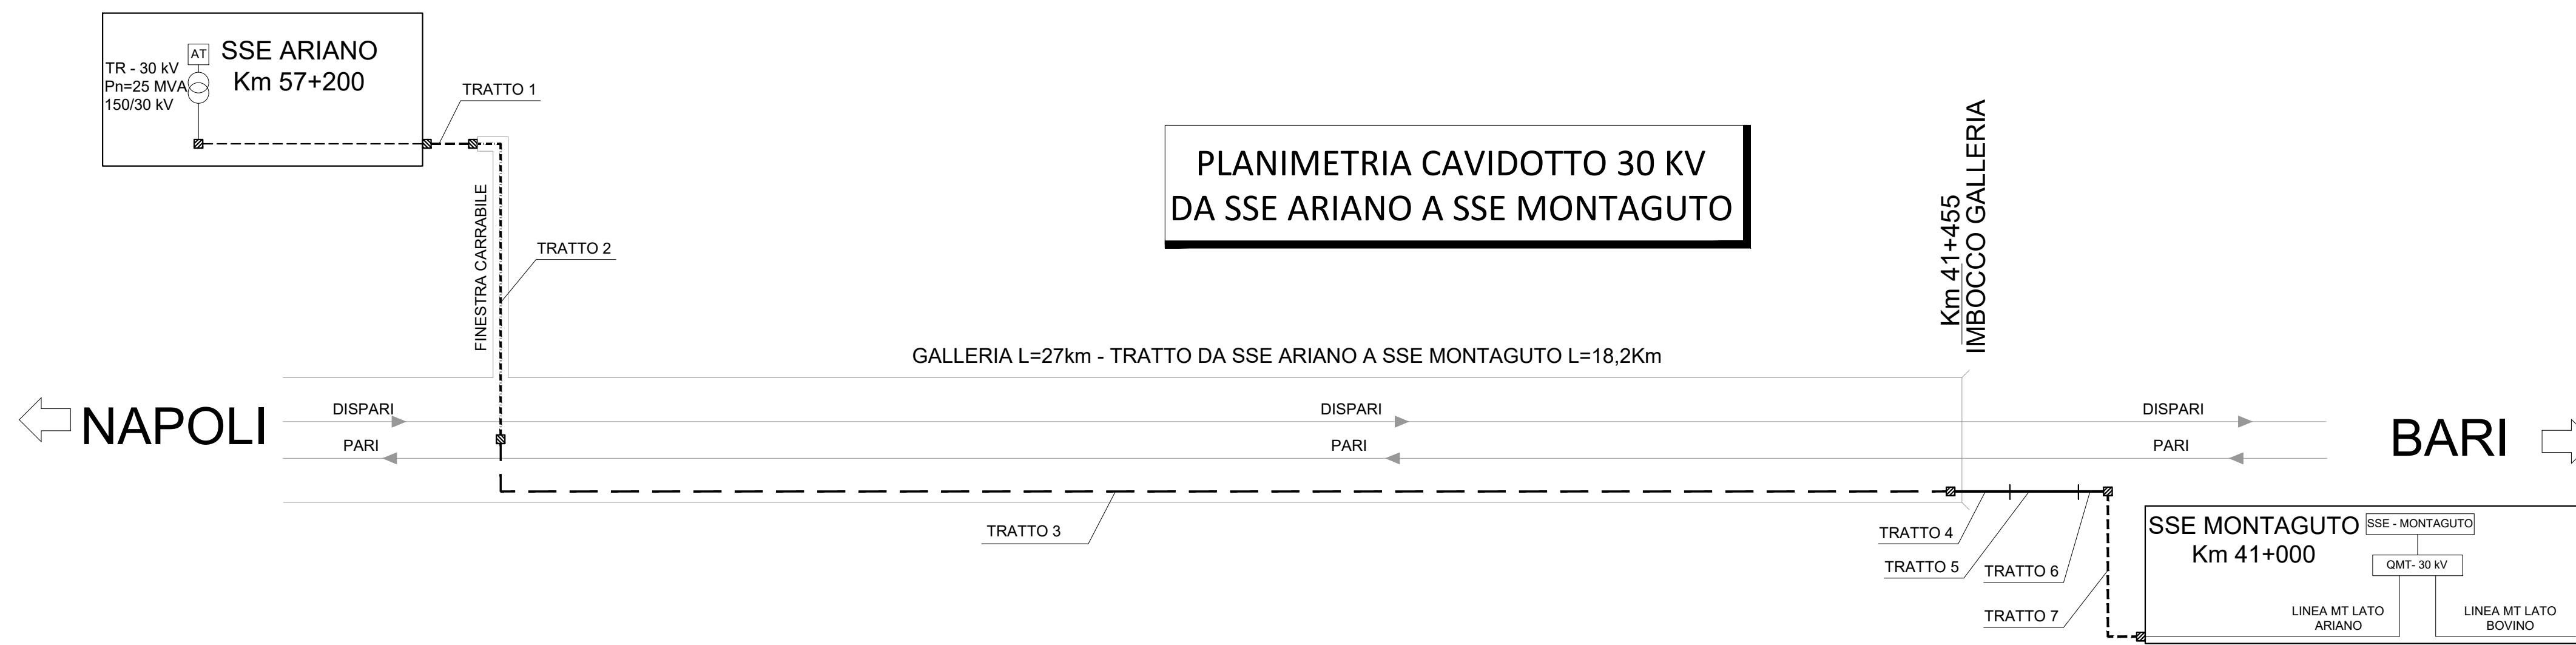 SSE ARIANO
Km 57+200
AT
TR - 30 kV
Pn=25 MVA
150/30 kV
TRATTO 1
FINESTRA CARRABILE
TRATTO 2
PLANIMETRIA CAVIDOTTO 30 KV
DA SSE ARIANO A SSE MONTAGUTO
Km 41+455
IMBOCCO GALLERIA
GALLERIA L=27km - TRATTO DA SSE ARIANO A SSE MONTAGUTO L=18,2Km
NAPOLI
DISPARI
DISPARI
DISPARI
PARI
PARI
PARI
BARI
TRATTO 3
TRATTO 4
TRATTO 5
TRATTO 6
TRATTO 7
SSE MONTAGUTO
Km 41+000
SSE - MONTAGUTO
QMT- 30 kV
LINEA MT LATO
ARIANO
LINEA MT LATO
BOVINO